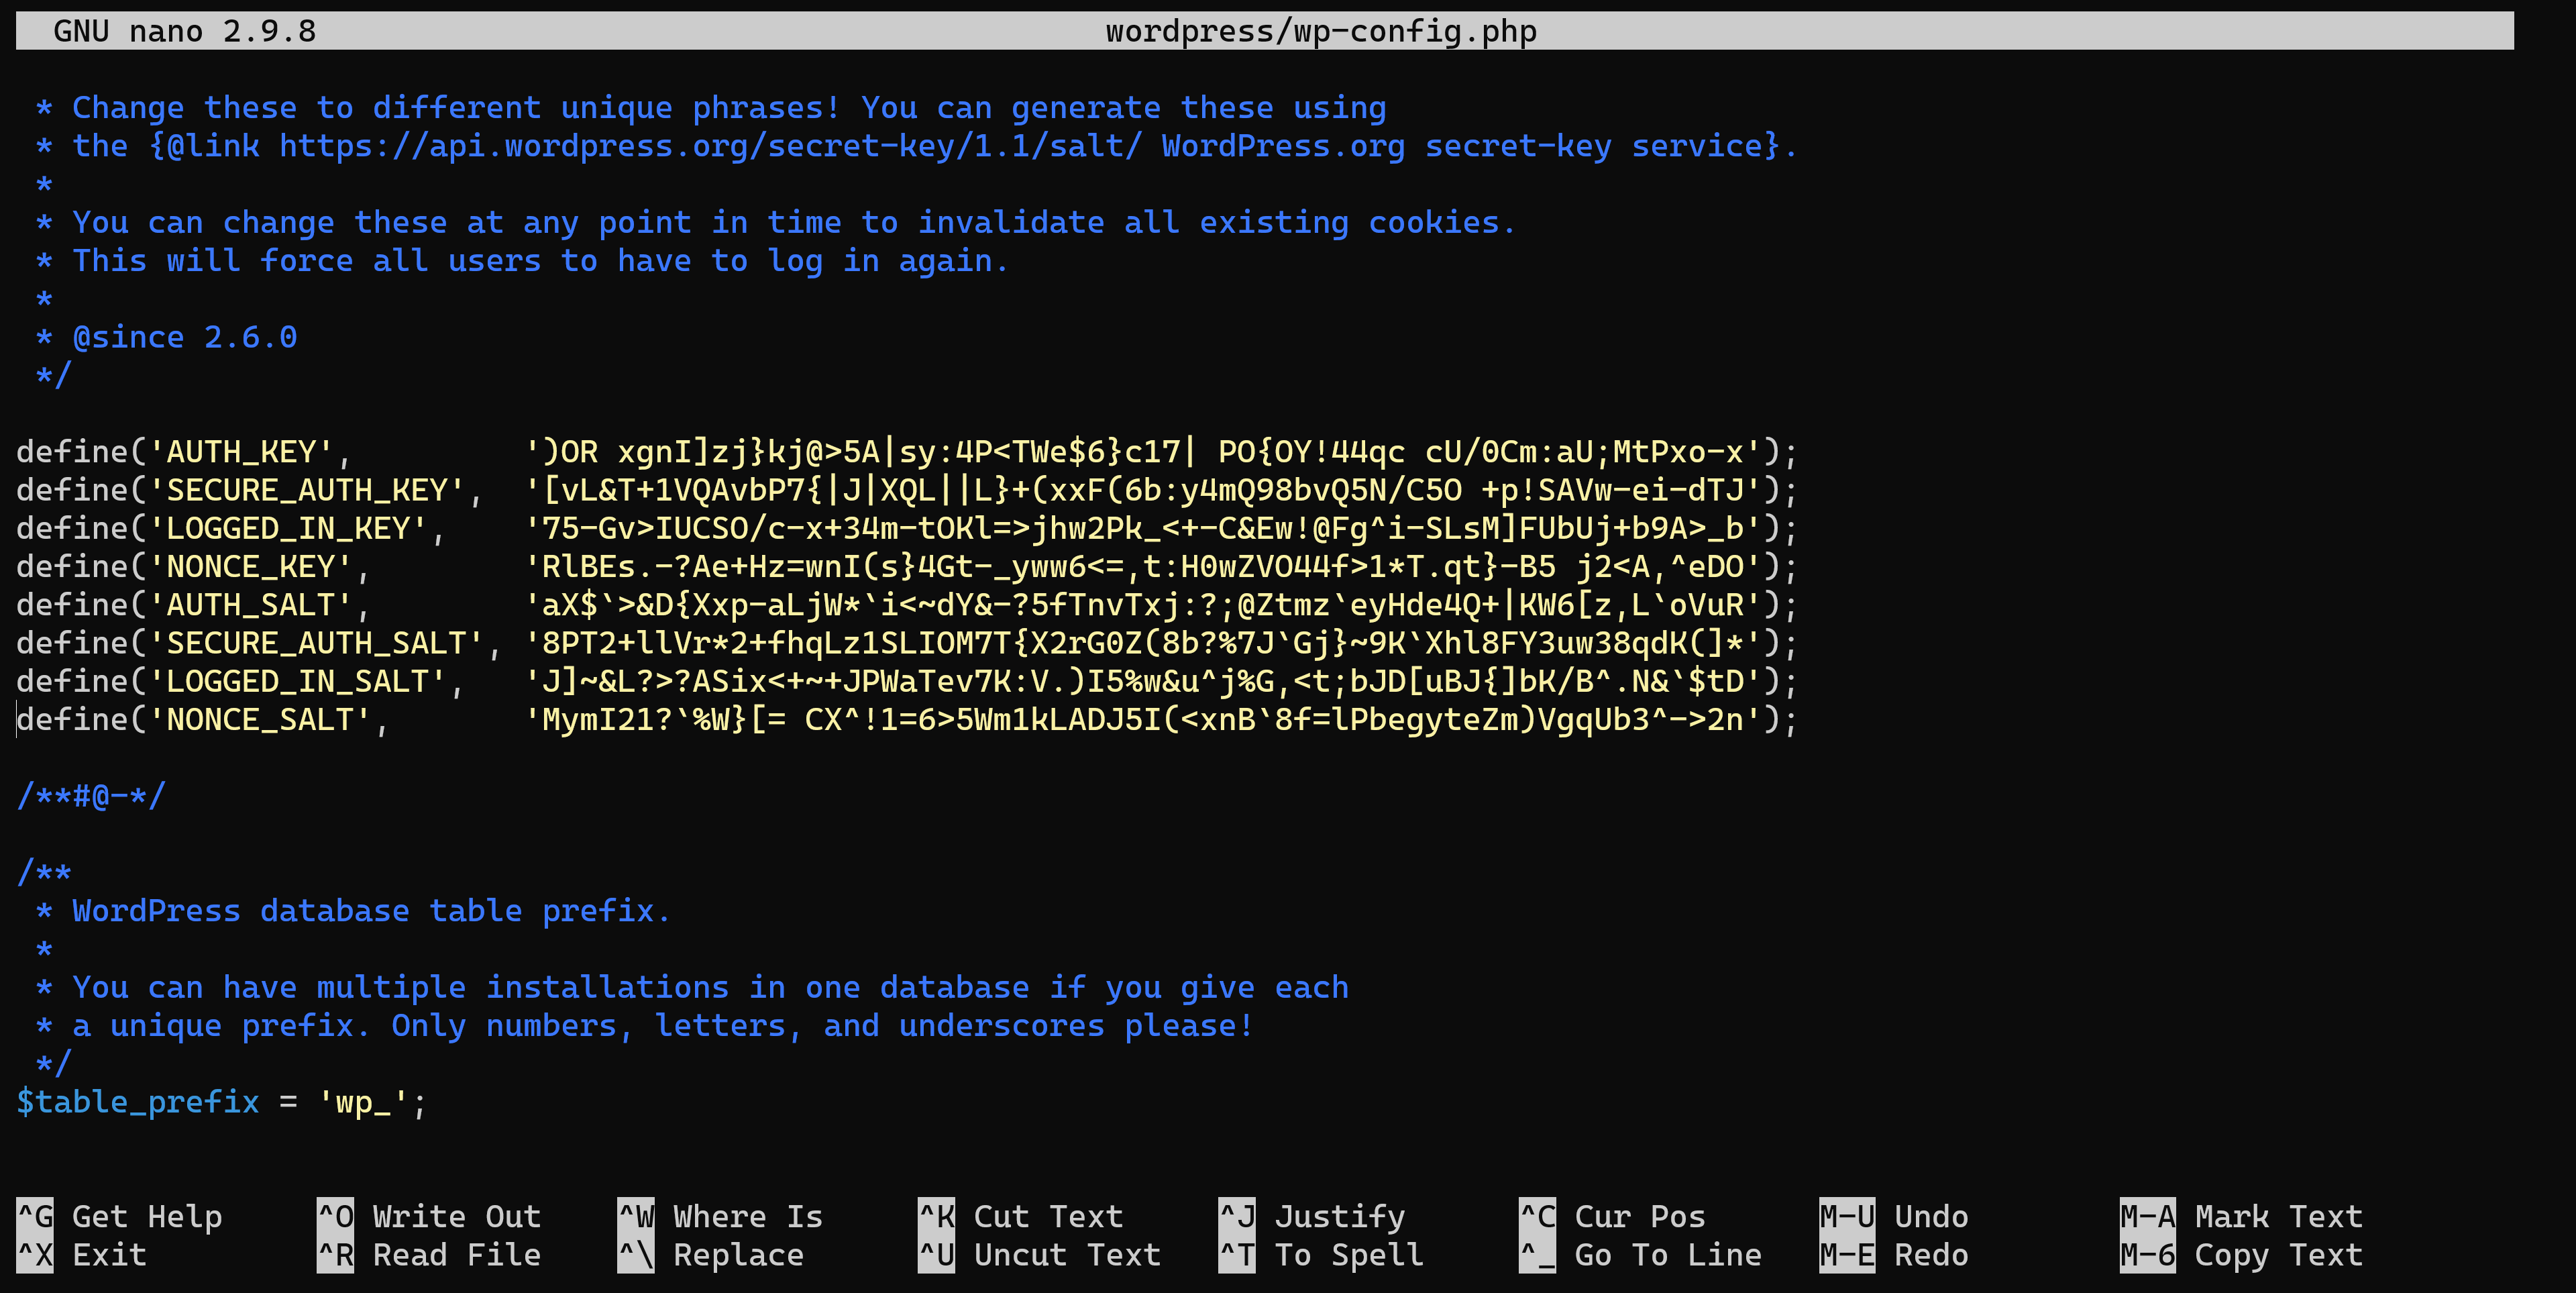 GNU nano 2.9.8 wordpress/wp-config.php
* Change these to different unique phrases! You can generate these using
* the {@link https://api.wordpress.org/secret-key/1.1/salt/ WordPress.org secret-key service}.
*
* You can change these at any point in time to invalidate all existing cookies.
* This will force all users to have to log in again.
*
* @since 2.6.0
*/
define('AUTH_KEY',         ')OR xgnI]zj}kj@>5A|sy:4P<TWe$6}c17| PO{OY!44qc cU/0Cm:aU;MtPxo-x');
define('SECURE_AUTH_KEY',  '[vL&T+1VQAvbP7{|J|XQL||L}+(xxF(6b:y4mQ98bvQ5N/C5O +p!SAVw-ei-dTJ');
define('LOGGED_IN_KEY',    '75-Gv>IUCSO/c-x+34m-tOKl=>jhw2Pk_<+-C&Ew!@Fg^i-SLsM]FUbUj+b9A>_b');
define('NONCE_KEY',        'RlBEs.-?Ae+Hz=wnI(s}4Gt-_yww6<=,t:H0wZVO44f>1*T.qt}-B5 j2<A,^eDO');
define('AUTH_SALT',        'aX$`>&D{Xxp-aLjW*`i<~dY&-?5fTnvTxj:?;@Ztmz`eyHde4Q+|KW6[z,L`oVuR');
define('SECURE_AUTH_SALT', '8PT2+llVr*2+fhqLz1SLIOM7T{X2rG0Z(8b?%7J`Gj}~9K`Xhl8FY3uw38qdK(]*');
define('LOGGED_IN_SALT',   'J]~&L?>?ASix<+~+JPWaTev7K:V.)I5%w&u^j%G,<t;bJD[uBJ{]bK/B^.N&`$tD');
define('NONCE_SALT',       'MymI21?`%W}[= CX^!1=6>5Wm1kLADJ5I(<xnB`8f=lPbegyteZm)VgqUb3^->2n');
/**#@-*/
/**
* WordPress database table prefix.
*
* You can have multiple installations in one database if you give each
* a unique prefix. Only numbers, letters, and underscores please!
*/
$table_prefix = 'wp_';
^G Get Help ^O Write Out ^W Where Is ^K Cut Text ^J Justify ^C Cur Pos M-U Undo M-A Mark Text
^X Exit ^R Read File ^\ Replace ^U Uncut Text ^T To Spell ^_ Go To Line M-E Redo M-6 Copy Text